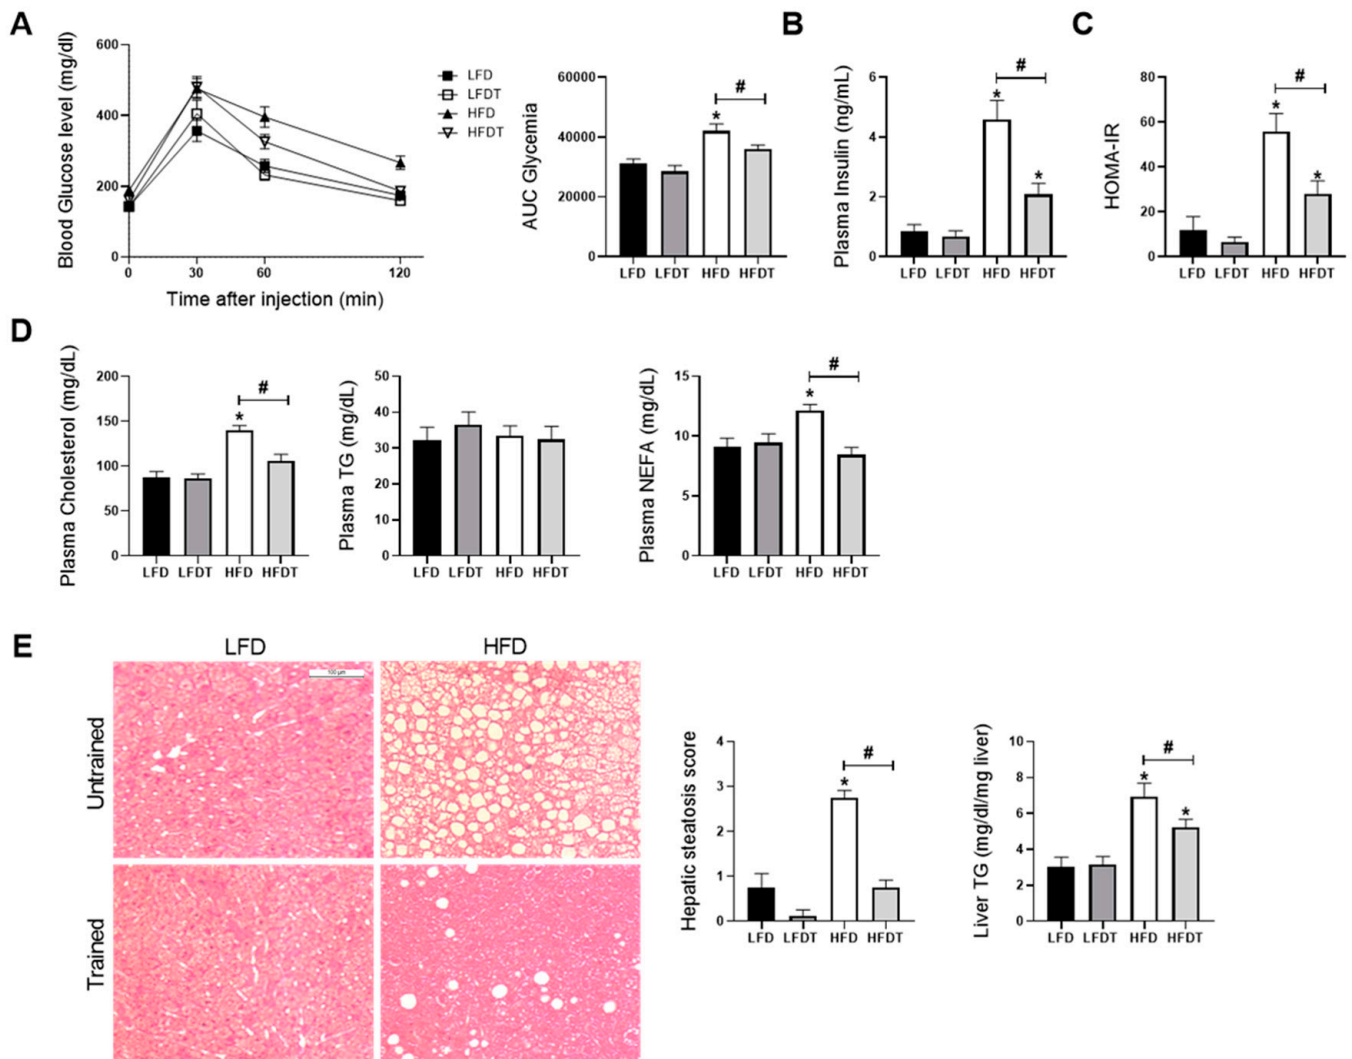 A
Blood Glucose level (mg/dl)
600
400
200
0
0 30 60 120
Time after injection (min)
LFD
LFDT
HFD
HFDT
AUC Glycemia
60000
40000
20000
0
#
*
LFD LFDT HFD HFDT
B
Plasma Insulin (ng/mL)
6
4
2
0
#
*
*
LFD LFDT HFD HFDT
C
HOMA-IR
80
60
40
20
0
#
*
*
LFD LFDT HFD HFDT
D
Plasma Cholesterol (mg/dL)
200
150
100
50
0
#
*
LFD LFDT HFD HFDT
Plasma TG (mg/dL)
50
40
30
20
10
0
LFD LFDT HFD HFDT
Plasma NEFA (mg/dL)
15
10
5
0
#
*
LFD LFDT HFD HFDT
E
LFD HFD
Untrained
Trained
100 µm
Hepatic steatosis score
4
3
2
1
0
#
*
LFD LFDT HFD HFDT
Liver TG (mg/dl/mg liver)
10
8
6
4
2
0
#
*
*
LFD LFDT HFD HFDT